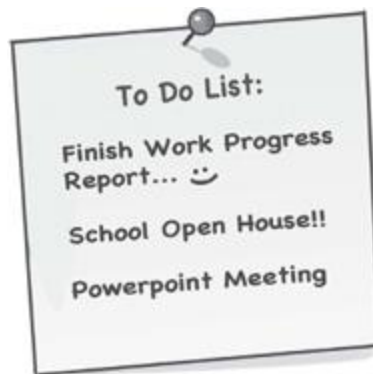 To Do List:
Finish Work Progress
Report... ت
School Open House!!
Powerpoint Meeting